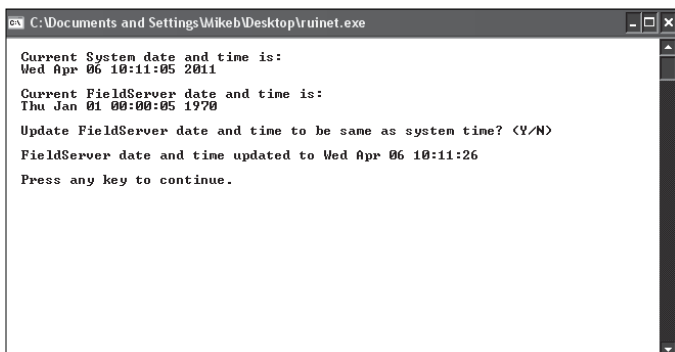 C:\Documents and Settings\Mikeb\Desktop\ruinet.exe
Current System date and time is:
Wed Apr 06 10:11:05 2011
Current FieldServer date and time is:
Thu Jan 01 00:00:05 1970
Update FieldServer date and time to be same as system time? (Y/N)
FieldServer date and time updated to Wed Apr 06 10:11:26
Press any key to continue.